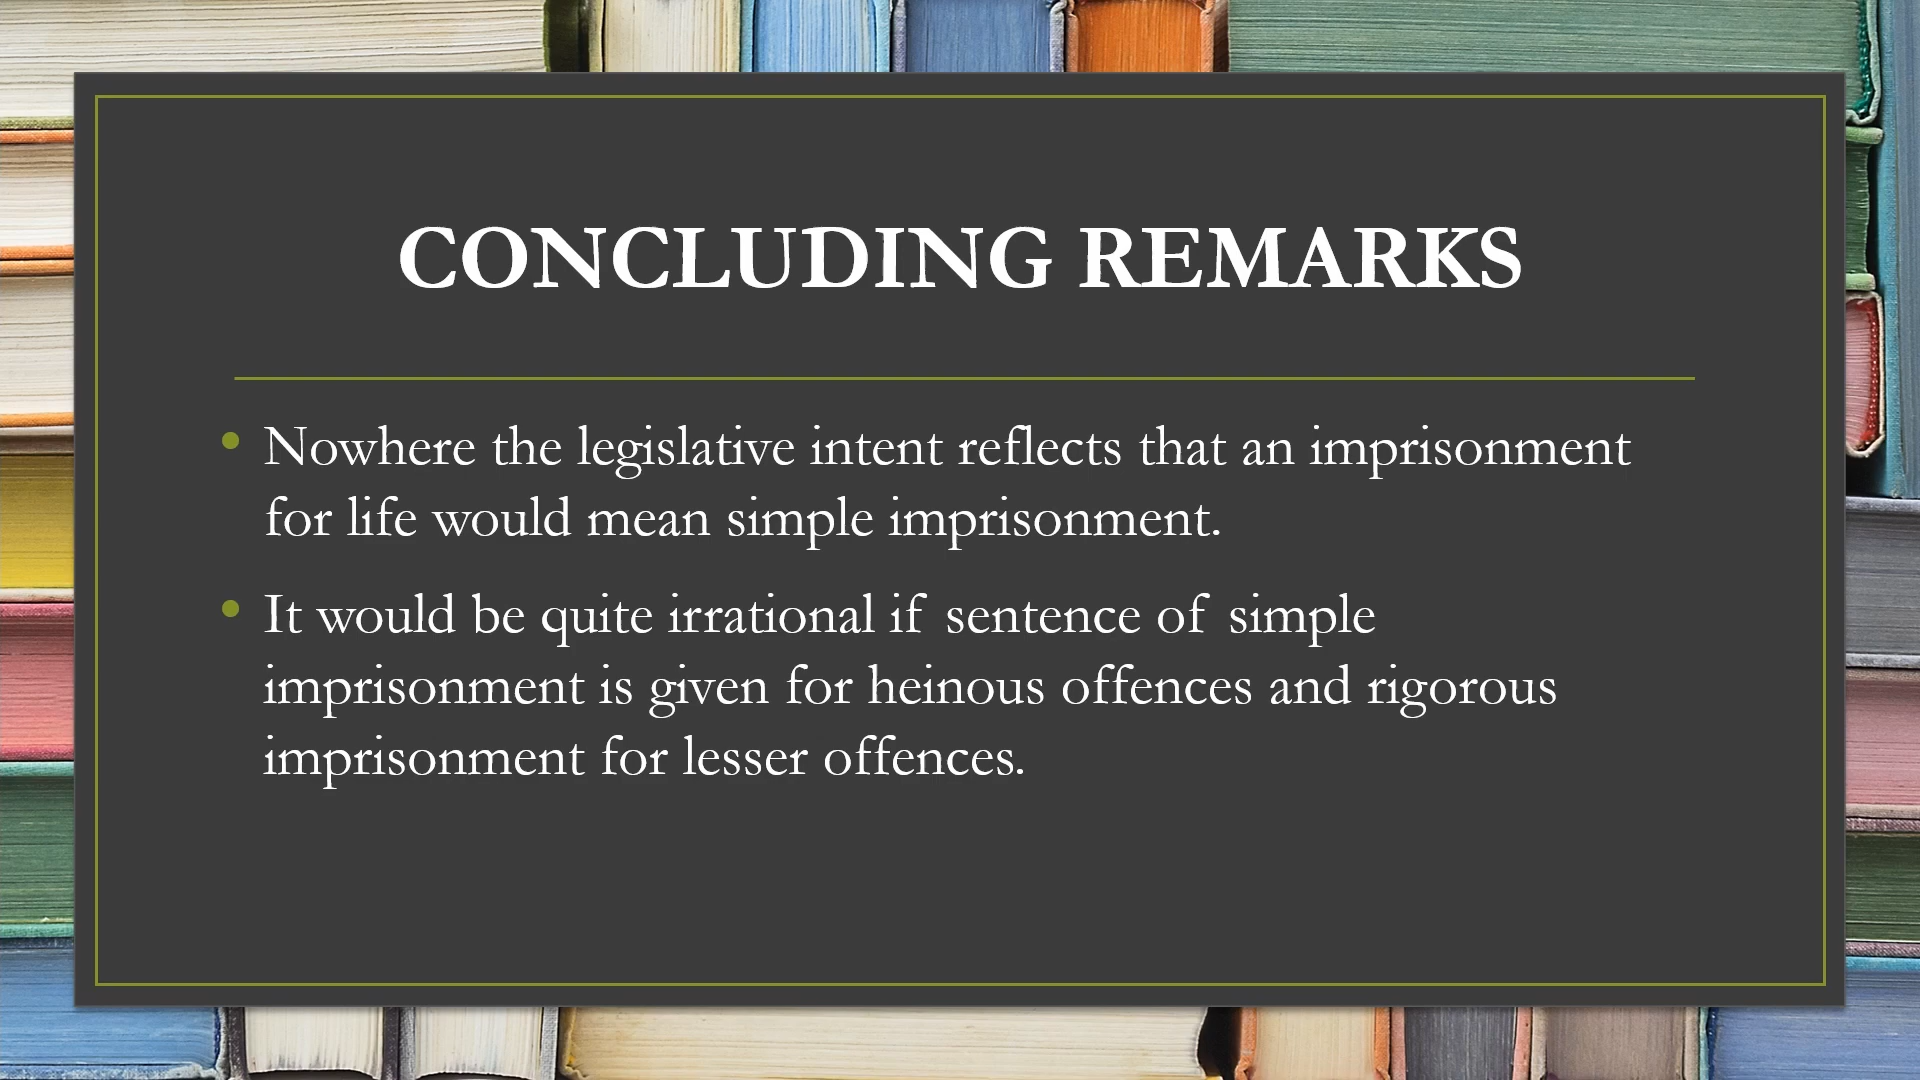 CONCLUDING REMARKS
• Nowhere the legislative intent reflects that an imprisonment
for life would mean simple imprisonment.
• It would be quite irrational if sentence of simple
imprisonment is given for heinous offences and rigorous
imprisonment for lesser offences.